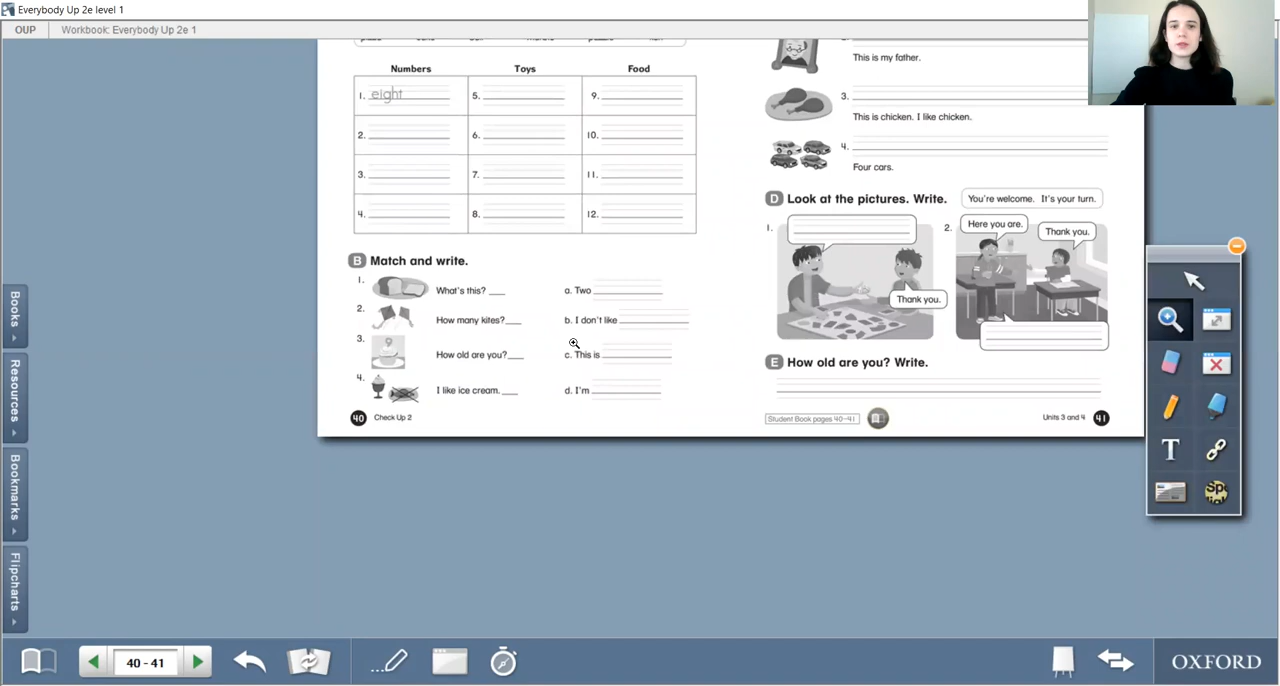 Everybody Up 2e level 1
OUP Workbook: Everybody Up 2e 1
Numbers Toys Food
1. eight 5. 9.
2. 6. 10.
3. 7. 11.
4. 8. 12.
B Match and write.
1. What's this? ___ a. Two
2. How many kites?___ b. I don't like
3. How old are you?___ c. This is
4. I like ice cream. ___ d. I'm
40 Check Up 2
This is my father.
3.
This is chicken. I like chicken.
4.
Four cars.
D Look at the pictures. Write. You're welcome. It's your turn.
1. Thank you.
2. Here you are. Thank you.
E How old are you? Write.
Student Book pages 40-41
Units 3 and 4 41
Books
Resources
Bookmarks
Flipcharts
T
40 - 41
OXFORD